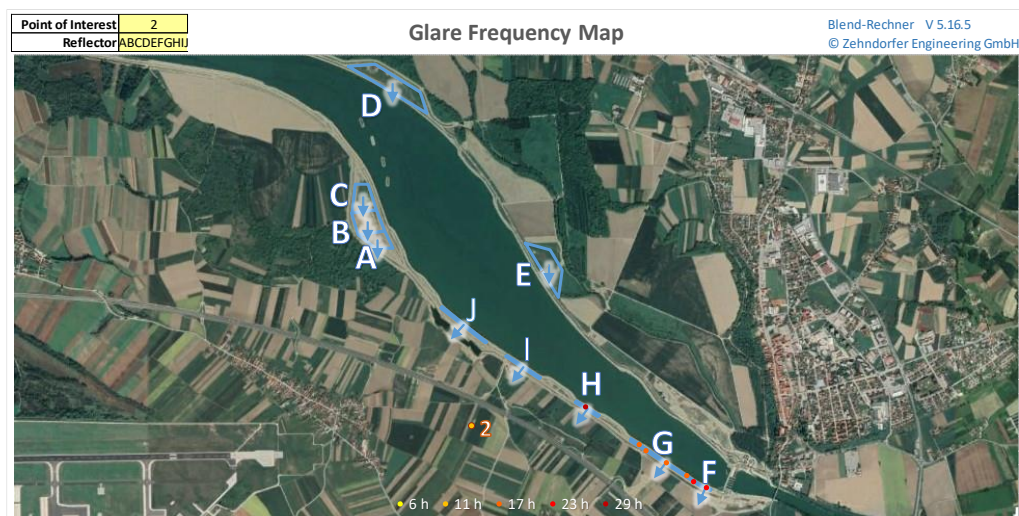 Point of Interest 2
Reflector ABCDEFGHIJ
Glare Frequency Map
Blend-Rechner V 5.16.5
© Zehndorfer Engineering GmbH
D
C
B
A
E
J
I
H
2
G
F
6 h 11 h 17 h 23 h 29 h